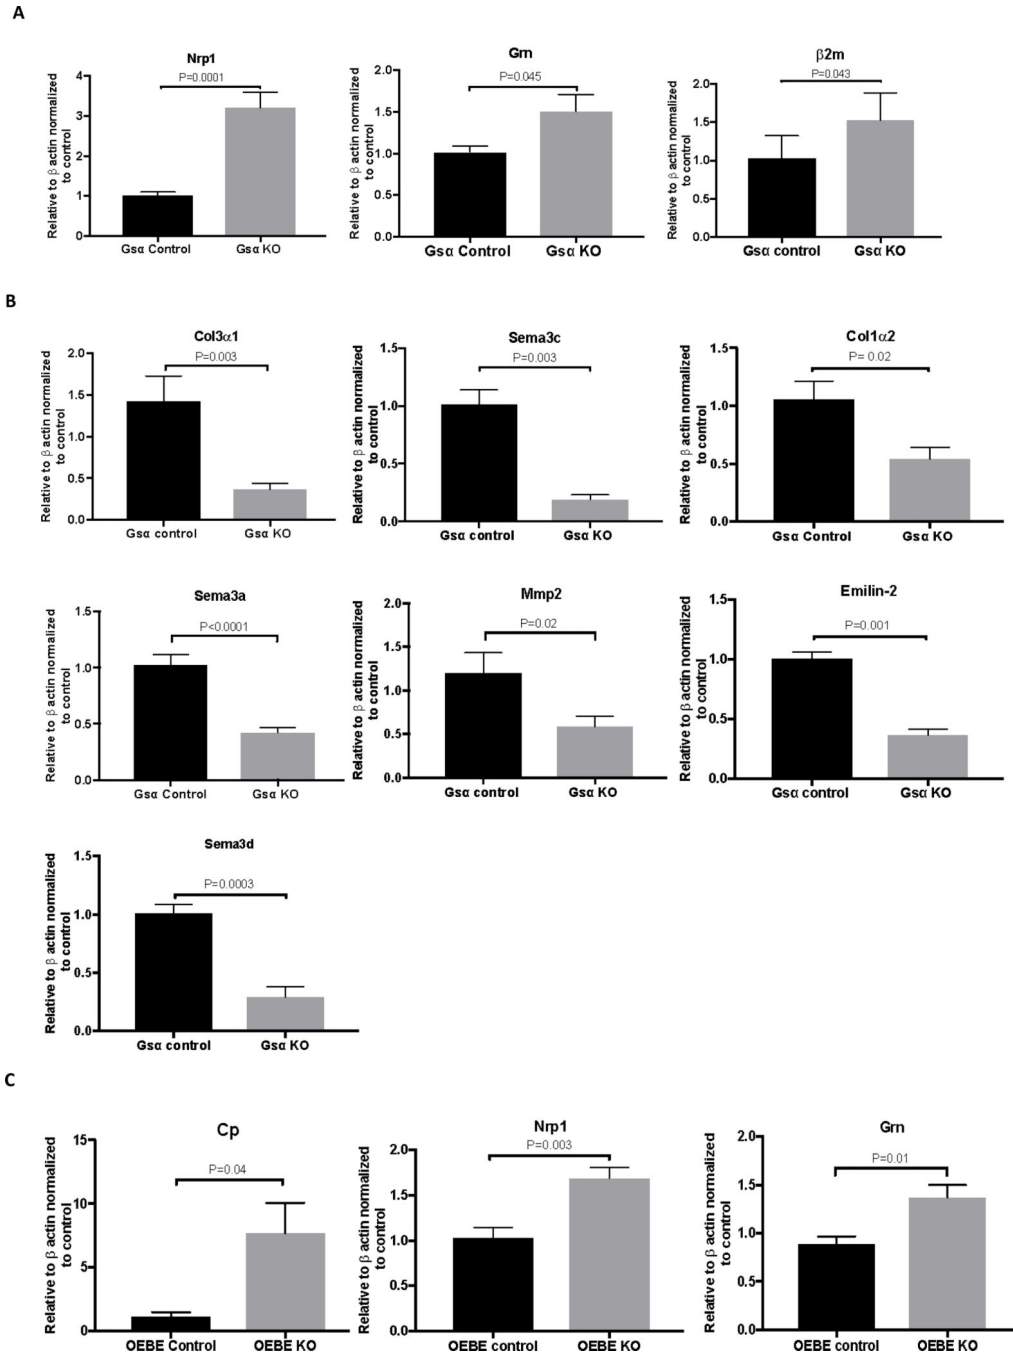 A
Nrp1
P=0.0001
Relative to β actin normalized
to control
4
3
2
1
0
Gsα Control
Gsα KO
Grn
P=0.045
Relative to β actin normalized
to control
2.0
1.5
1.0
0.5
0.0
Gsα Control
Gsα KO
β2m
P=0.043
Relative to β actin normalized
to control
2.0
1.5
1.0
0.5
0.0
Gsα control
Gsα KO
B
Col3α1
P=0.003
Relative to β actin normalized
to control
2.0
1.5
1.0
0.5
0.0
Gsα control
Gsα KO
Sema3c
P=0.003
Relative to β actin normalized
to control
1.5
1.0
0.5
0.0
Gsα control
Gsα KO
Col1α2
P= 0.02
Relative to β actin normalized
to control
1.5
1.0
0.5
0.0
Gsα Control
Gsα KO
Sema3a
P<0.0001
Relative to β actin normalized
to control
1.5
1.0
0.5
0.0
Gsα Control
Gsα KO
Mmp2
P=0.02
Relative to β actin normalized
to control
2.0
1.5
1.0
0.5
0.0
Gsα control
Gsα KO
Emilin-2
P=0.001
Relative to β actin normalized
to control
1.5
1.0
0.5
0.0
Gsα control
Gsα KO
Sema3d
P=0.0003
Relative to β actin normalized
to control
1.5
1.0
0.5
0.0
Gsα control
Gsα KO
C
Cp
P=0.04
Relative to β actin normalized
to control
15
10
5
0
OEBE Control
OEBE KO
Nrp1
P=0.003
Relative to β actin normalized
to control
2.0
1.5
1.0
0.5
0.0
OEBE Control
OEBE KO
Grn
P=0.01
Relative to β actin normalized
to control
2.0
1.5
1.0
0.5
0.0
OEBE control
OEBE KO